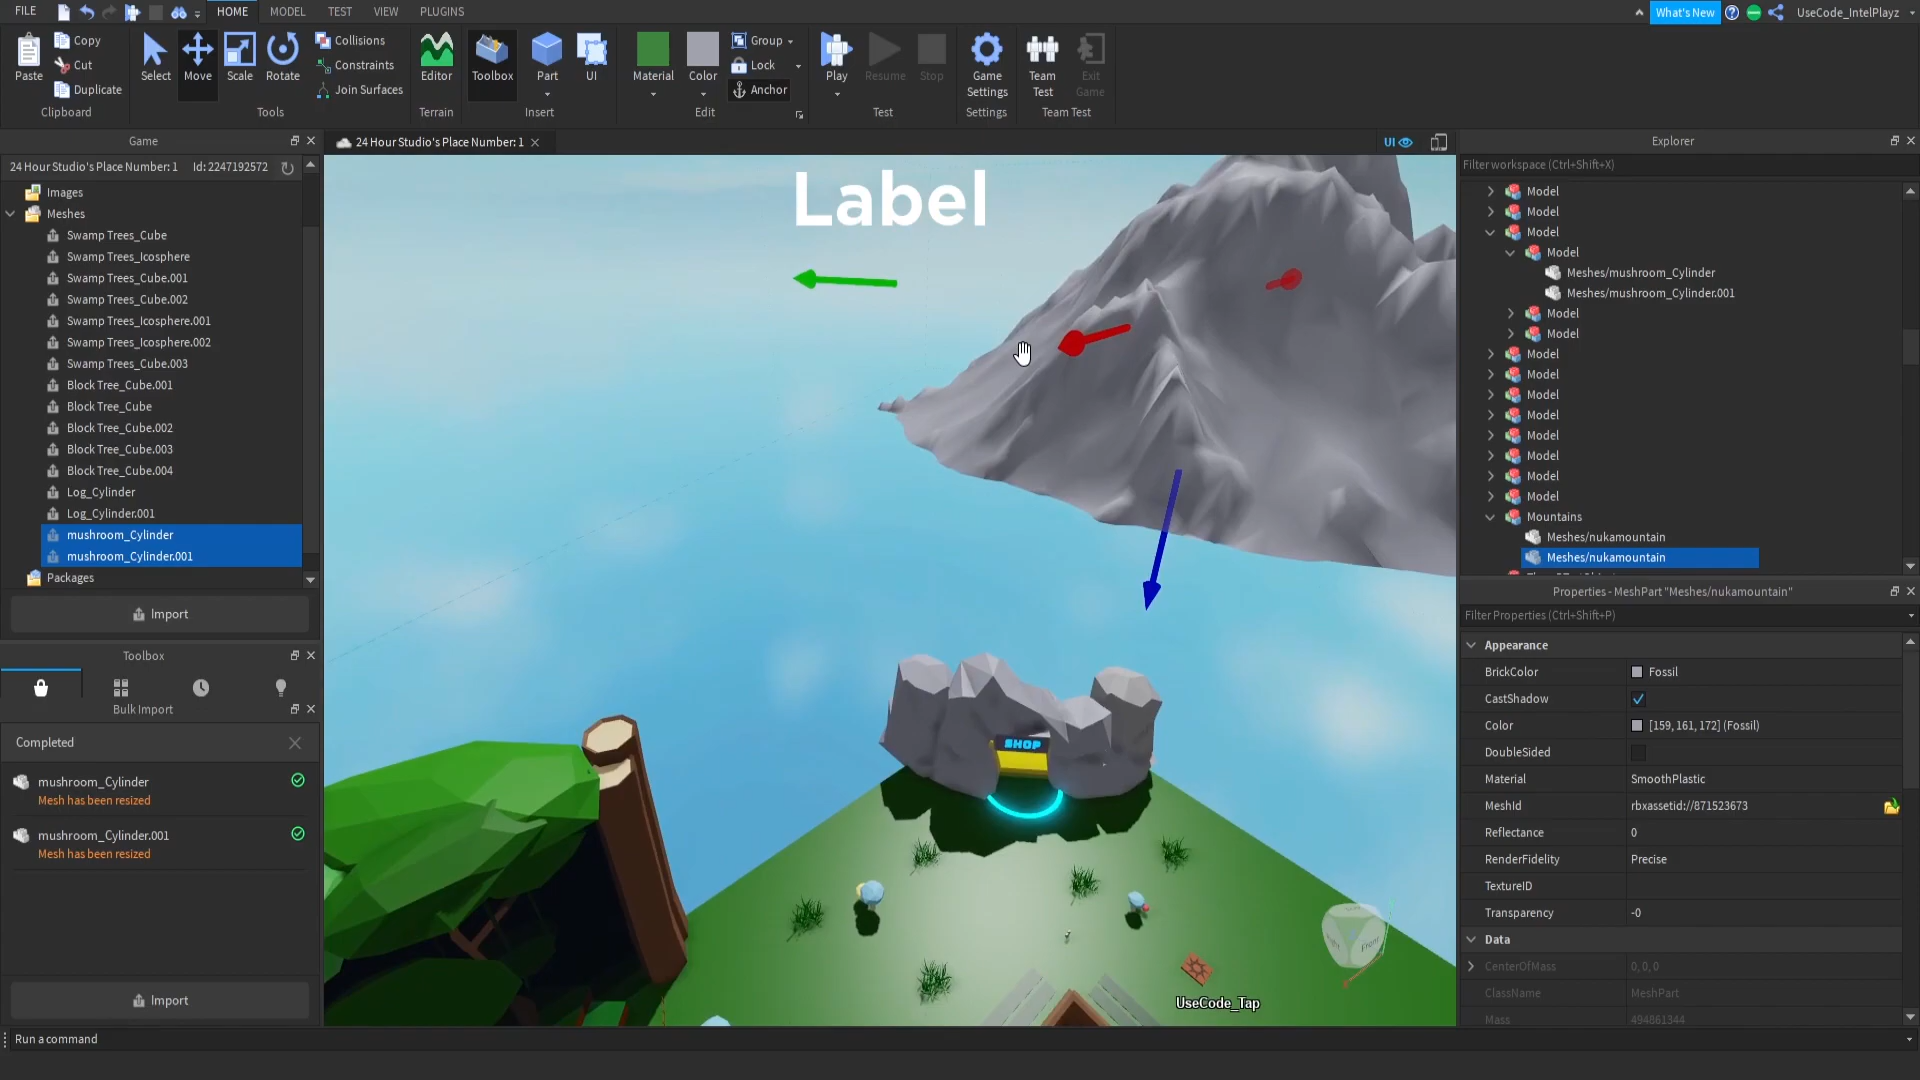 FILE
HOME
MODEL
TEST
VIEW
PLUGINS
What's New
UseCode_IntelPlayz
Paste
Copy
Cut
Duplicate
Clipboard
Select
Move
Scale
Rotate
Collisions
Constraints
Join Surfaces
Tools
Editor
Terrain
Toolbox
Part
UI
Insert
Material
Color
Group
Lock
Anchor
Edit
Play
Resume
Stop
Test
Game
Settings
Settings
Team
Test
Exit
Game
Team Test
Game
24 Hour Studio's Place Number: 1 Id: 2247192572
Images
Meshes
Swamp Trees_Cube
Swamp Trees_Icosphere
Swamp Trees_Cube.001
Swamp Trees_Cube.002
Swamp Trees_Icosphere.001
Swamp Trees_Icosphere.002
Swamp Trees_Cube.003
Block Tree_Cube.001
Block Tree_Cube
Block Tree_Cube.002
Block Tree_Cube.003
Block Tree_Cube.004
Log_Cylinder
Log_Cylinder.001
mushroom_Cylinder
mushroom_Cylinder.001
Packages
Import
Toolbox
Bulk Import
Completed
mushroom_Cylinder
Mesh has been resized
mushroom_Cylinder.001
Mesh has been resized
Import
Run a command
24 Hour Studio's Place Number: 1
UI
Label
SHOP
Front
UseCode_Tap
Explorer
Filter workspace (Ctrl+Shift+X)
Model
Model
Model
Model
Meshes/mushroom_Cylinder
Meshes/mushroom_Cylinder.001
Model
Model
Model
Model
Model
Model
Model
Model
Model
Model
Mountains
Meshes/nukamountain
Meshes/nukamountain
Properties - MeshPart "Meshes/nukamountain"
Filter Properties (Ctrl+Shift+P)
Appearance
BrickColor Fossil
CastShadow
Color [159, 161, 172] (Fossil)
DoubleSided
Material SmoothPlastic
MeshId rbxassetid://871523673
Reflectance 0
RenderFidelity Precise
TextureID
Transparency -0
Data
CenterOfMass 0, 0, 0
ClassName MeshPart
Mass 494861344